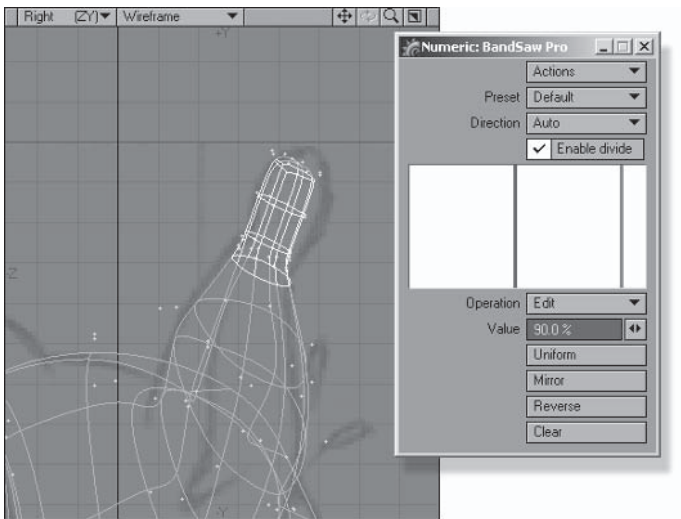 Right (ZY) Wireframe
+Y
-Z
-Y
Numeric: BandSaw Pro
Actions
Preset Default
Direction Auto
Enable divide
Operation Edit
Value 90.0 %
Uniform
Mirror
Reverse
Clear